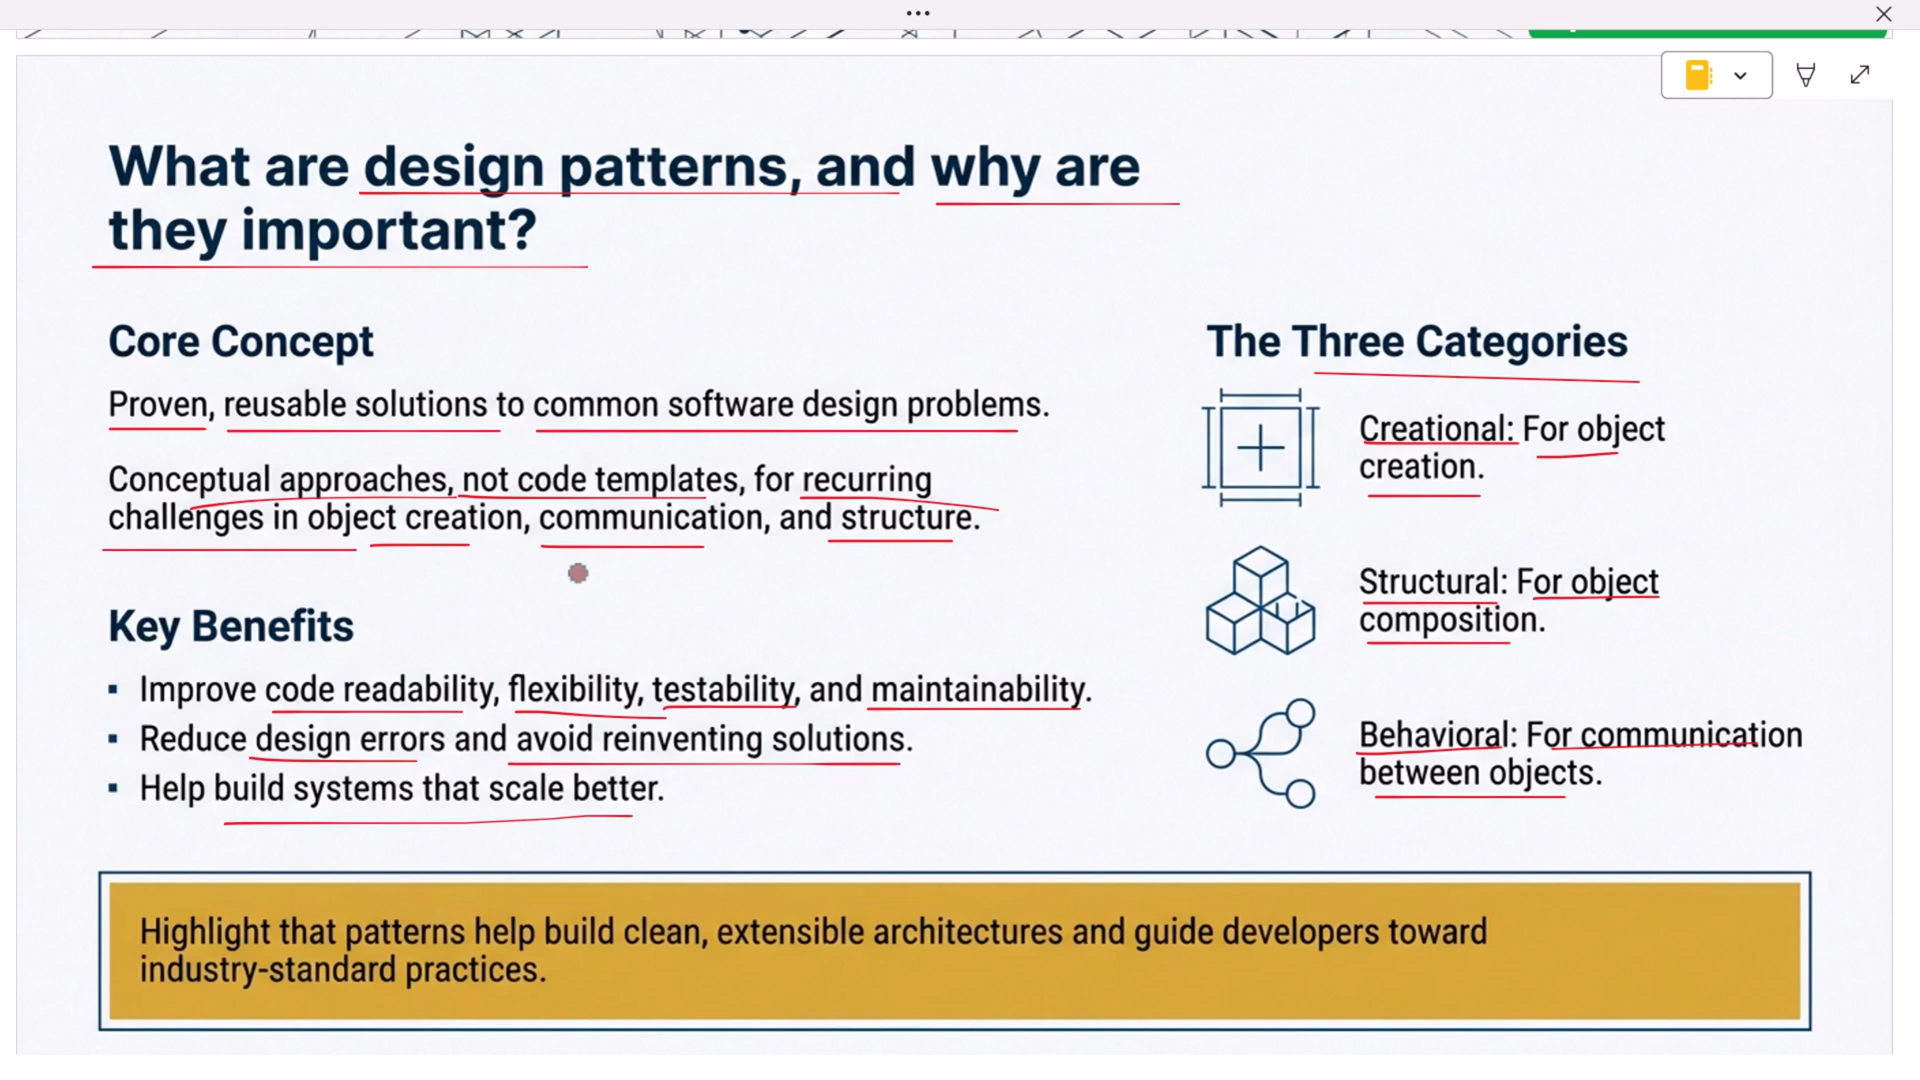 What are design patterns, and why are
they important?
Core Concept
Proven, reusable solutions to common software design problems.
Conceptual approaches, not code templates, for recurring
challenges in object creation, communication, and structure.
Key Benefits
▪ Improve code readability, flexibility, testability, and maintainability.
▪ Reduce design errors and avoid reinventing solutions.
▪ Help build systems that scale better.
The Three Categories
Creational: For object
creation.
Structural: For object
composition.
Behavioral: For communication
between objects.
Highlight that patterns help build clean, extensible architectures and guide developers toward
industry-standard practices.